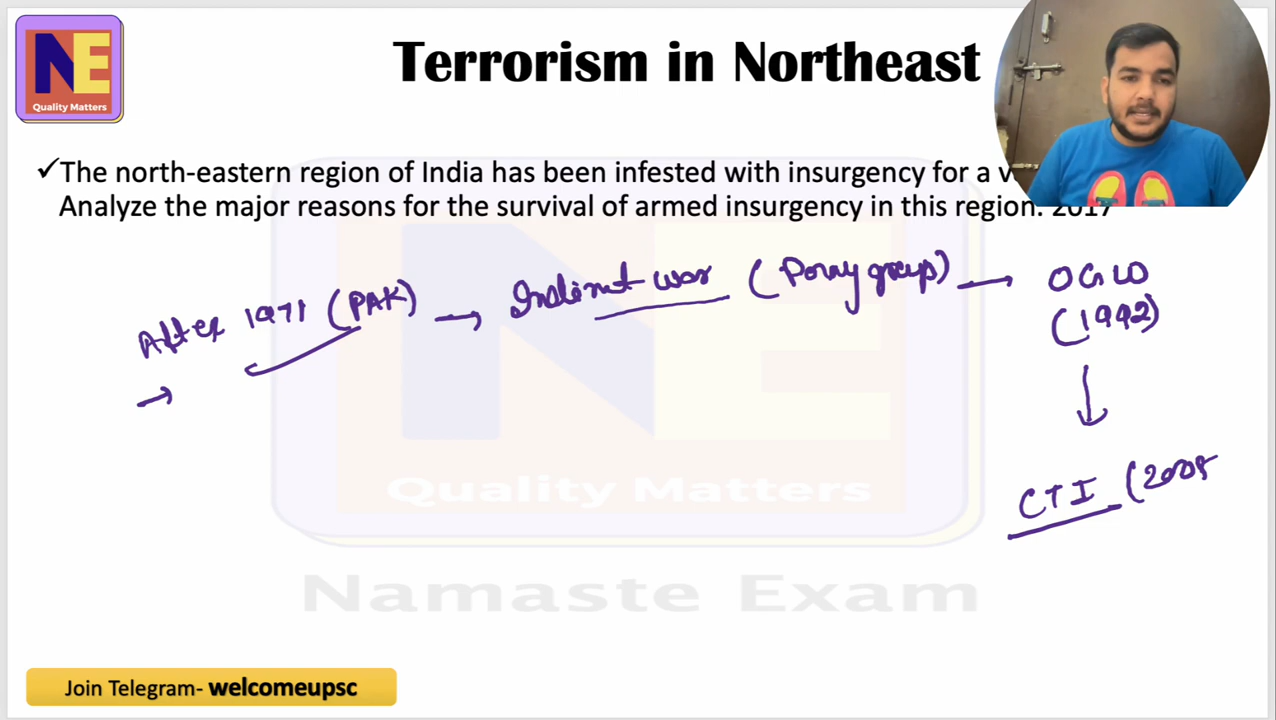 NE
Quality Matters
Terrorism in Northeast
✓The north-eastern region of India has been infested with insurgency for a v
Analyze the major reasons for the survival of armed insurgency in this region. 2017
After 1971 (PAK) → war ( group) → OGW
(1992)
→
↓
CTI (2008
Quality Matters
Namaste Exam
Join Telegram- welcomeupsc